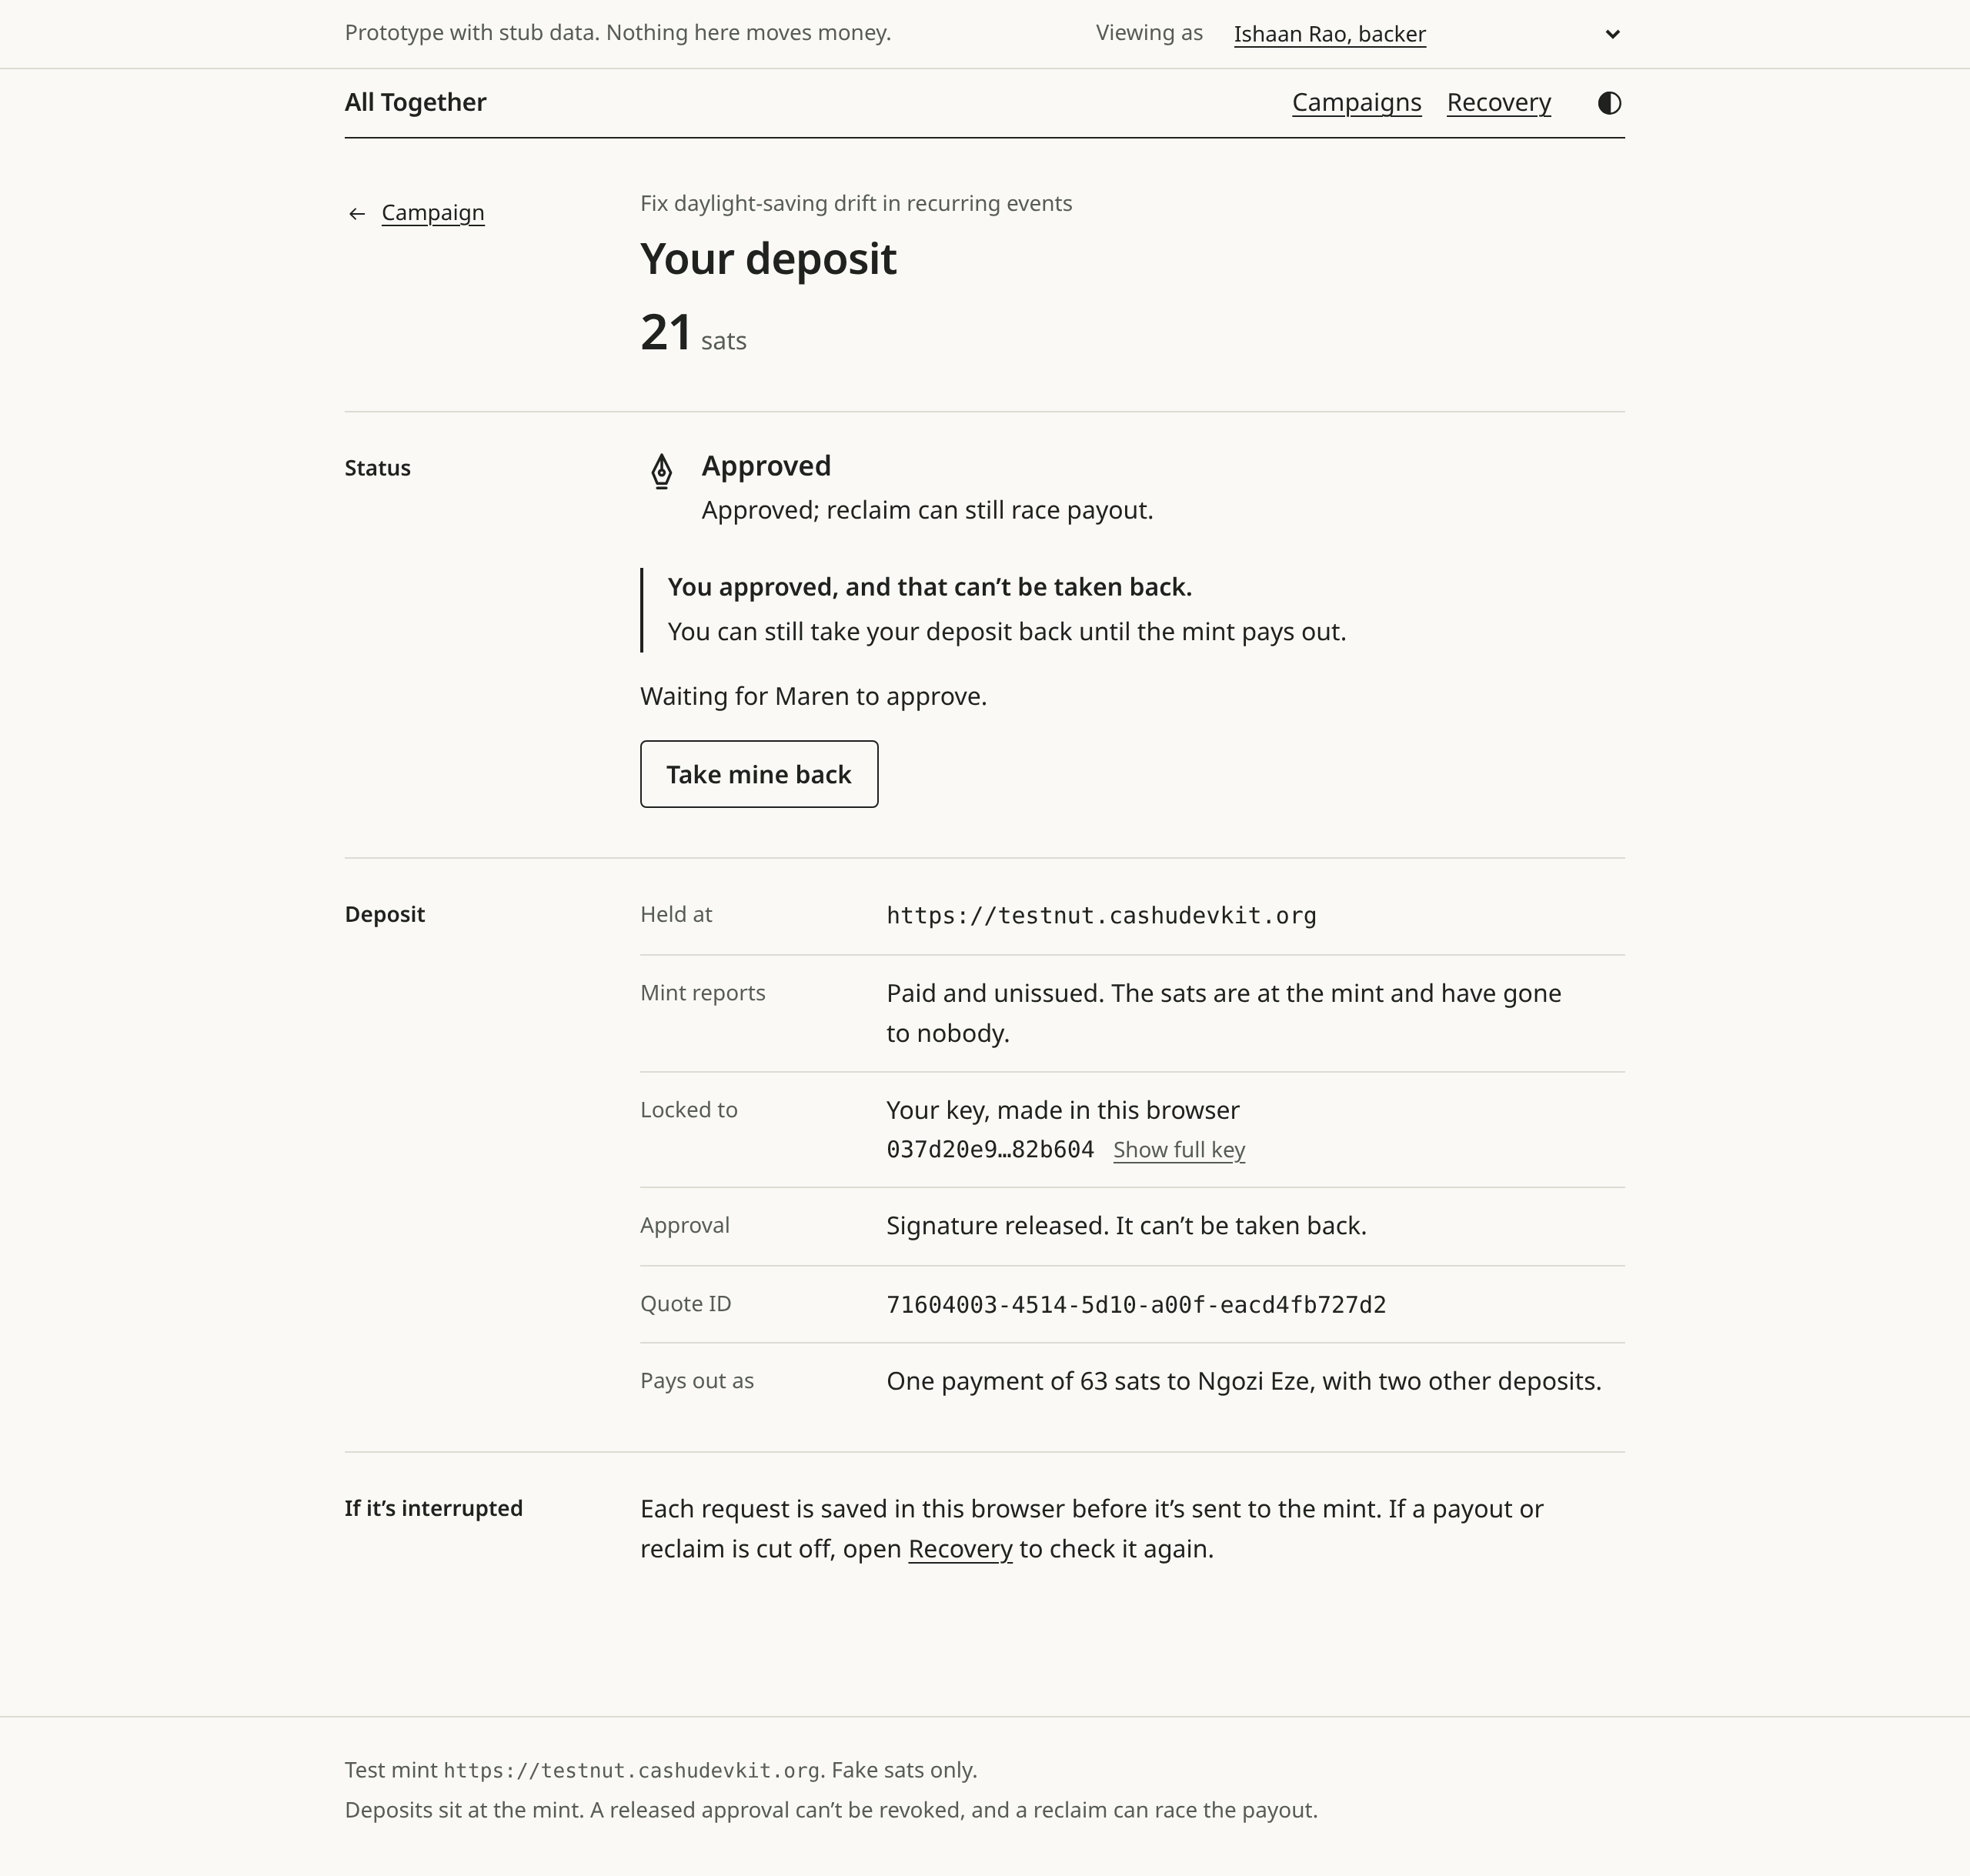 Prototype with stub data. Nothing here moves money.
Viewing as Ishaan Rao, backer
All Together
Campaigns Recovery
← Campaign
Fix daylight-saving drift in recurring events
Your deposit
21 sats
Status
Approved
Approved; reclaim can still race payout.
You approved, and that can’t be taken back.
You can still take your deposit back until the mint pays out.
Waiting for Maren to approve.
Take mine back
Deposit
Held at https://testnut.cashudevkit.org
Mint reports Paid and unissued. The sats are at the mint and have gone
to nobody.
Locked to Your key, made in this browser
037d20e9…82b604 Show full key
Approval Signature released. It can’t be taken back.
Quote ID 71604003-4514-5d10-a00f-eacd4fb727d2
Pays out as One payment of 63 sats to Ngozi Eze, with two other deposits.
If it’s interrupted
Each request is saved in this browser before it’s sent to the mint. If a payout or
reclaim is cut off, open Recovery to check it again.
Test mint https://testnut.cashudevkit.org. Fake sats only.
Deposits sit at the mint. A released approval can’t be revoked, and a reclaim can race the payout.